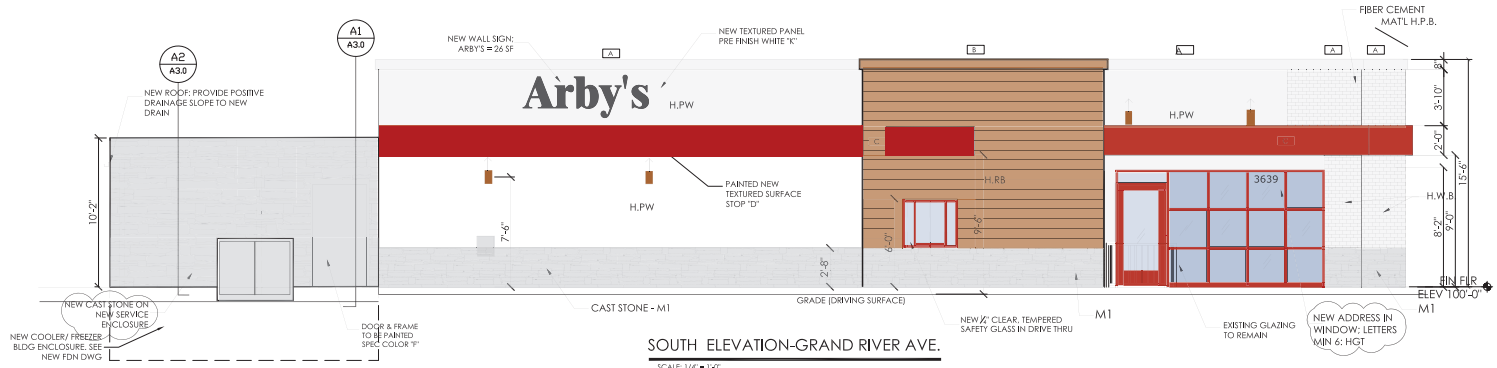 A1
A3.0
A2
A3.0
NEW ROOF; PROVIDE POSITIVE
DRAINAGE SLOPE TO NEW
DRAIN
NEW WALL SIGN;
ARBY'S = 26 SF
A
NEW TEXTURED PANEL
PRE FINISH WHITE "K"
B
A
A
A
FIBER CEMENT
MAT'L H.P.B.
Arby's
H.PW
H.PW
8"
3'-10"
2'-0"
15'-6"
C
10'-2"
7'-6"
H.PW
PAINTED NEW
TEXTURED SURFACE
STOP "D"
H.RB
3639
H.W.B
6'-0"
9'-6"
8'-2"
9'-0"
2'-8"
FIN FLR
ELEV 100'-0"
NEW CAST STONE ON
NEW SERVICE
ENCLOSURE
NEW COOLER/ FREEZER
BLDG ENCLOSURE, SEE
NEW FDN DWG
DOOR & FRAME
TO BE PAINTED
SPEC COLOR "F"
CAST STONE - M1
GRADE (DRIVING SURFACE)
NEW CLEAR, TEMPERED
SAFETY GLASS IN DRIVE THRU
M1
EXISTING GLAZING
TO REMAIN
NEW ADDRESS IN
WINDOW; LETTERS
MIN 6: HGT
M1
SOUTH ELEVATION-GRAND RIVER AVE.
SCALE: 1/4" = 1'-0"